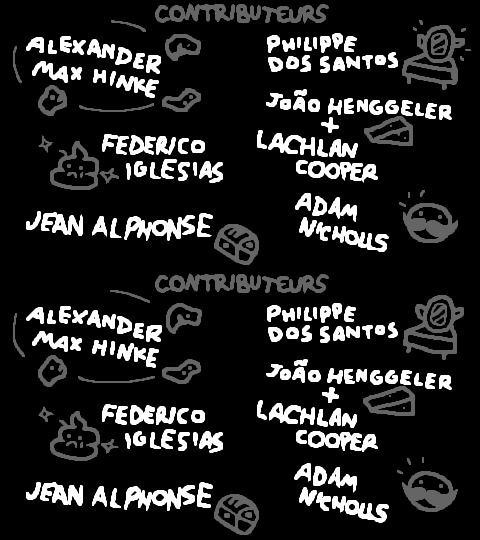 CONTRIBUTEURS
ALEXANDER
MAX HINKE
PHILIPPE
DOS SANTOS
JOÃO HENGGELER
+
LACHLAN
COOPER
FEDERICO
IGLESIAS
JEAN ALPHONSE
ADAM
NICHOLLS
CONTRIBUTEURS
ALEXANDER
MAX HINKE
PHILIPPE
DOS SANTOS
JOÃO HENGGELER
+
LACHLAN
COOPER
FEDERICO
IGLESIAS
JEAN ALPHONSE
ADAM
NICHOLLS